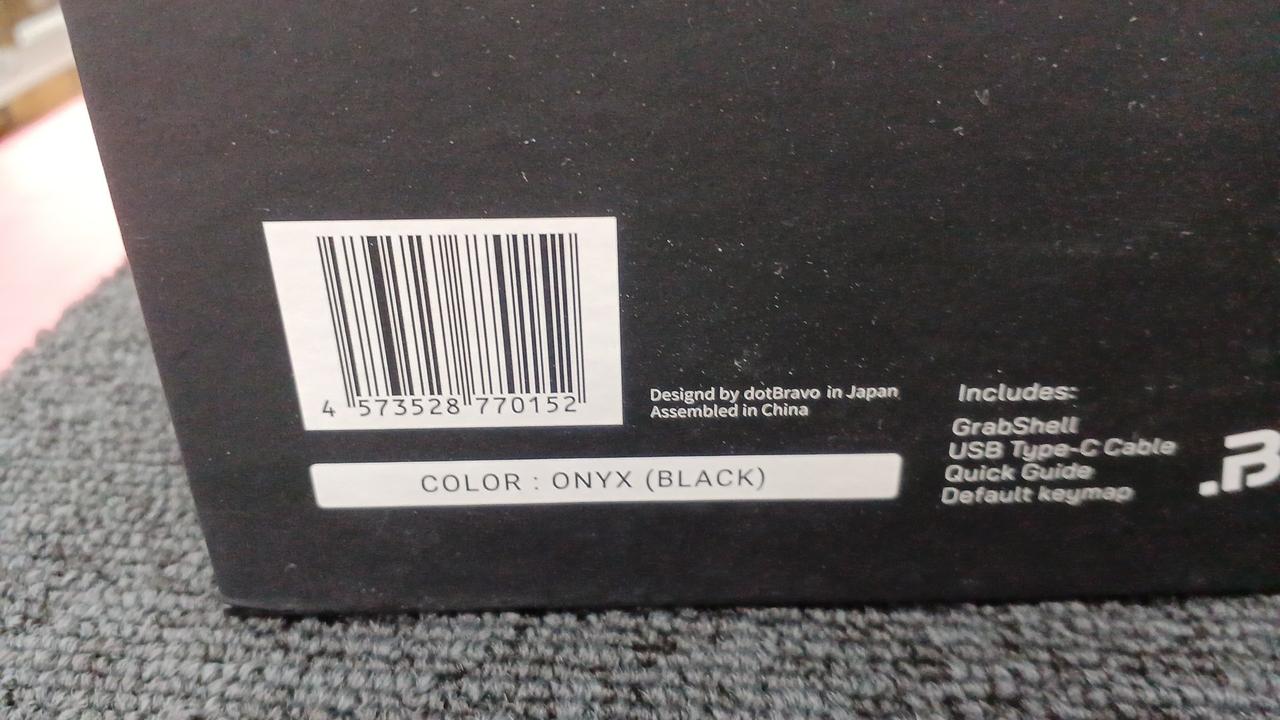 4 573528 770152
Designd by dotBravo in Japan
Assembled in China
COLOR : ONYX (BLACK)
Includes:
GrabShell
USB Type-C Cable
Quick Guide
Default keymap
.B